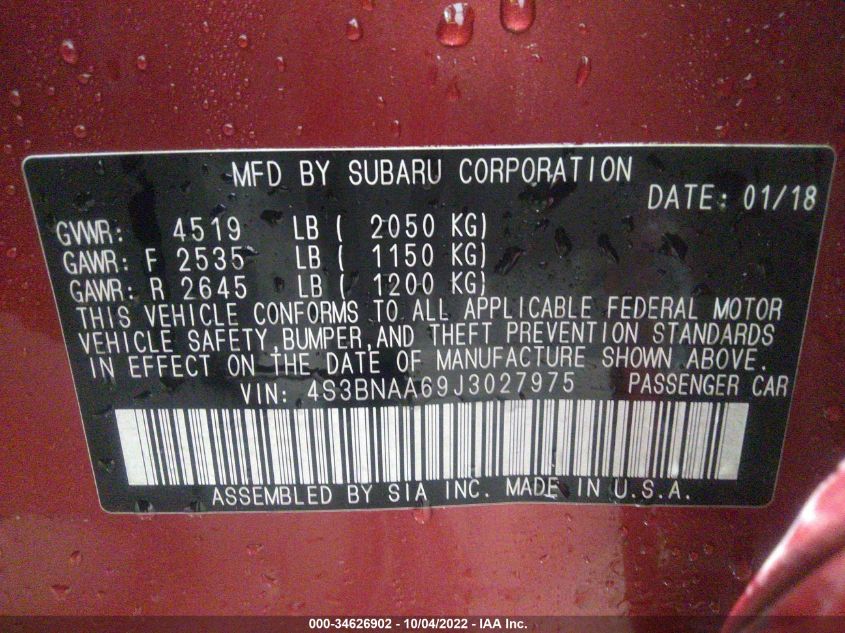 MFD BY SUBARU CORPORATION
DATE: 01/18
GVWR: 4519 LB ( 2050 KG)
GAWR: F 2535 LB ( 1150 KG)
GAWR: R 2645 LB ( 1200 KG)
THIS VEHICLE CONFORMS TO ALL APPLICABLE FEDERAL MOTOR
VEHICLE SAFETY, BUMPER, AND THEFT PREVENTION STANDARDS
IN EFFECT ON THE DATE OF MANUFACTURE SHOWN ABOVE.
VIN: 4S3BNAA69J3027975 PASSENGER CAR
ASSEMBLED BY SIA INC. MADE IN U.S.A.
000-34626902 - 10/04/2022 - IAA Inc.